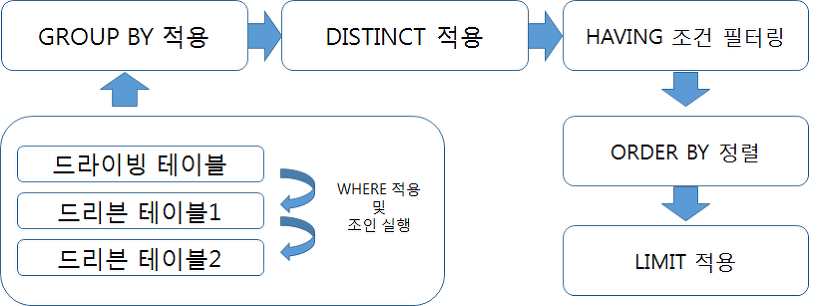 GROUP BY 적용
DISTINCT 적용
HAVING 조건 필터링
드라이빙 테이블
드리븐 테이블1
드리븐 테이블2
WHERE 적용
및
조인 실행
ORDER BY 정렬
LIMIT 적용